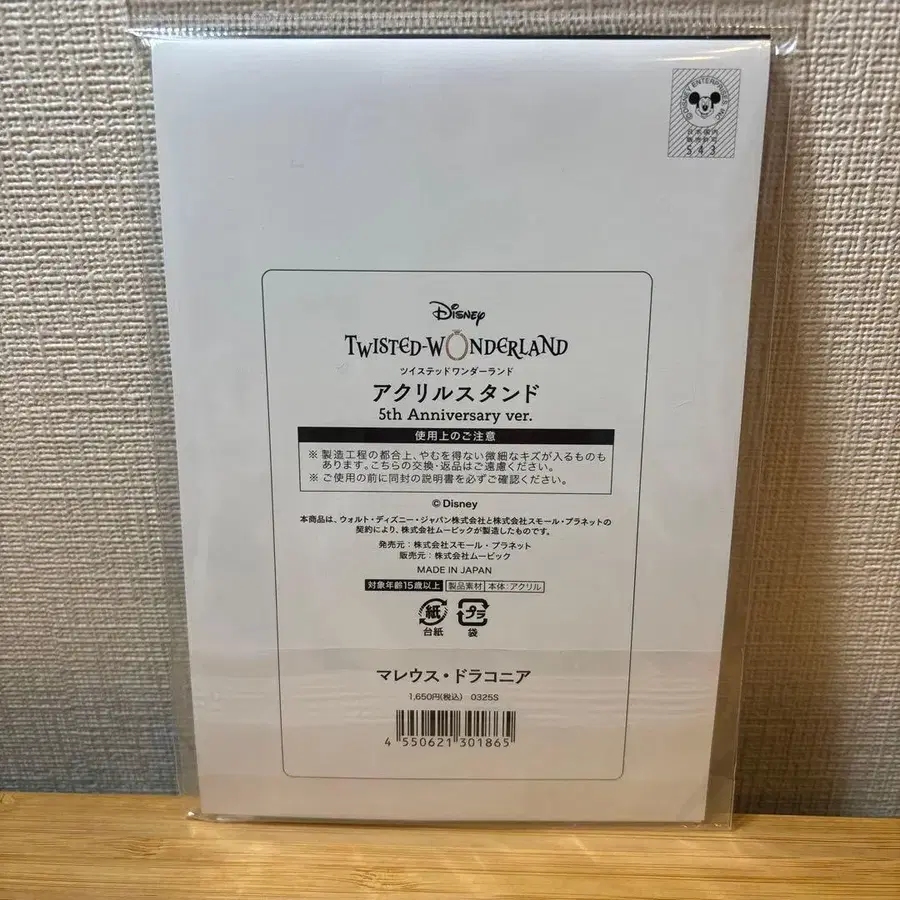 ©DISNEY ENTERPRISE INC
日本国内
販売許可
543
Disney
TWISTED-WONDERLAND
ツイステッドワンダーランド
アクリルスタンド
5th Anniversary ver.
使用上のご注意
※ 製造工程の都合上、やむを得ない微細なキズが入るものも
あります。こちらの交換・返品はご遠慮ください。
※ ご使用の前に同封の説明書を必ずご確認ください。
©Disney
本商品は、ウォルト・ディズニー・ジャパン株式会社と株式会社スモール・プラネットの
契約により、株式会社ムービックが製造したものです。
発売元：株式会社スモール・プラネット
販売元：株式会社ムービック
MADE IN JAPAN
対象年齢15歳以上 製品素材 本体：アクリル
紙 プラ
台紙 袋
マレウス・ドラコニア
1,650円(税込) 0325S
4 550621 301865